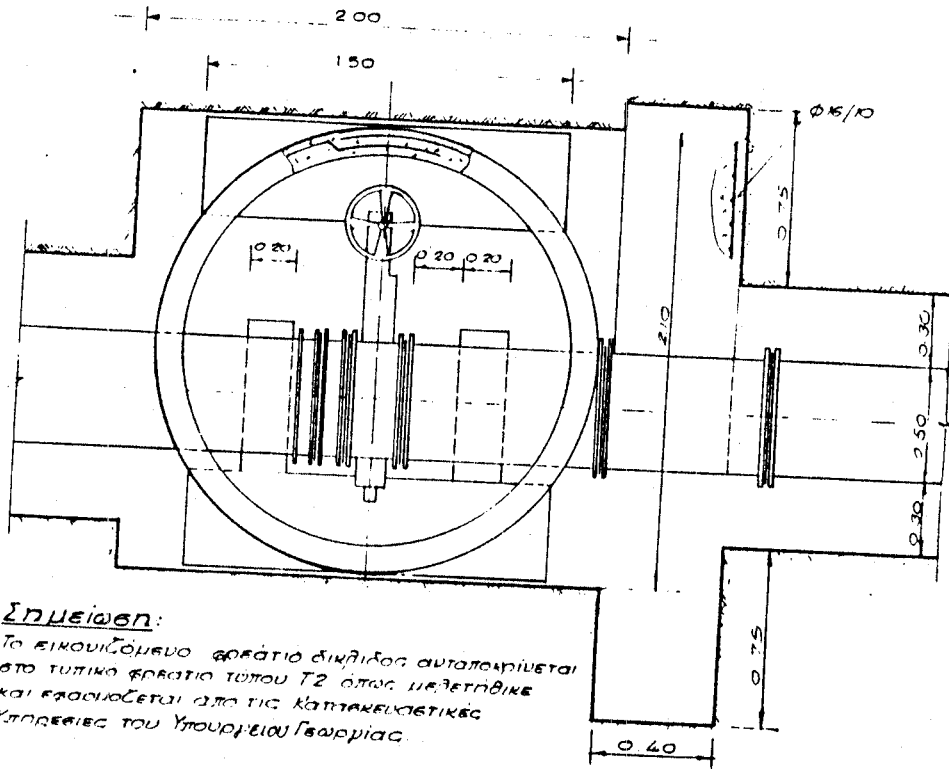 2 00
1 50
Φ16/10
0.75
0 20
0 20
0 20
2.10
0.30
0.50
0.30
0.75
0.40
Σημείωση:
Το εικονιζόμενο φρεάτιο δικλίδος ανταποκρίνεται
στο τυπικό φρεάτιο τύπου Τ2 όπως μελετήθηκε
και εφαρμόζεται από τις Κατασκευαστικές
Υπηρεσίες του Υπουργείου Γεωργίας.